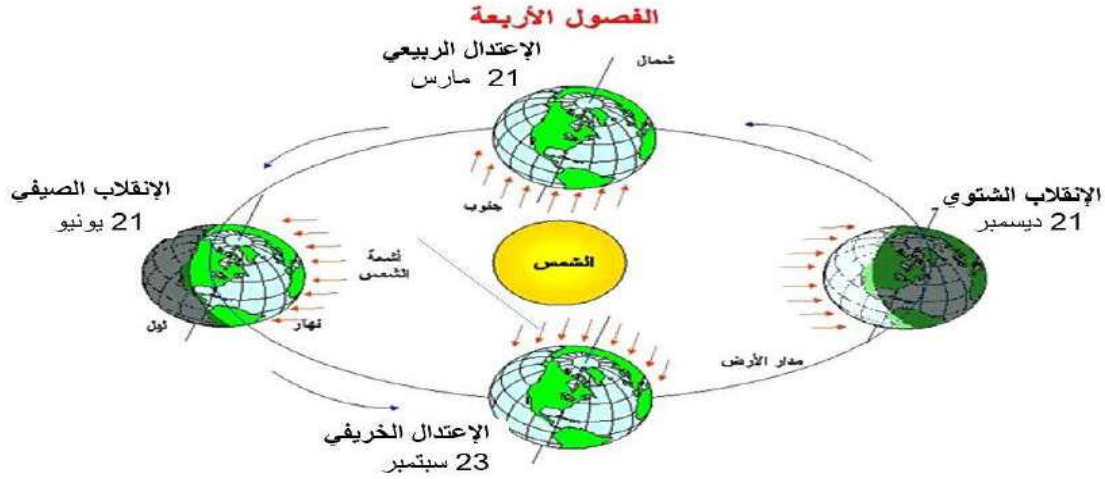 الفصول الأربعة
الإعتدال الربيعي
21 مارس
شمال
جنوب
الإنقلاب الصيفي
21 يونيو
الإنقلاب الشتوي
21 ديسمبر
أشعة
الشمس
الشمس
نهار
ليل
مدار الأرض
الإعتدال الخريفي
23 سبتمبر